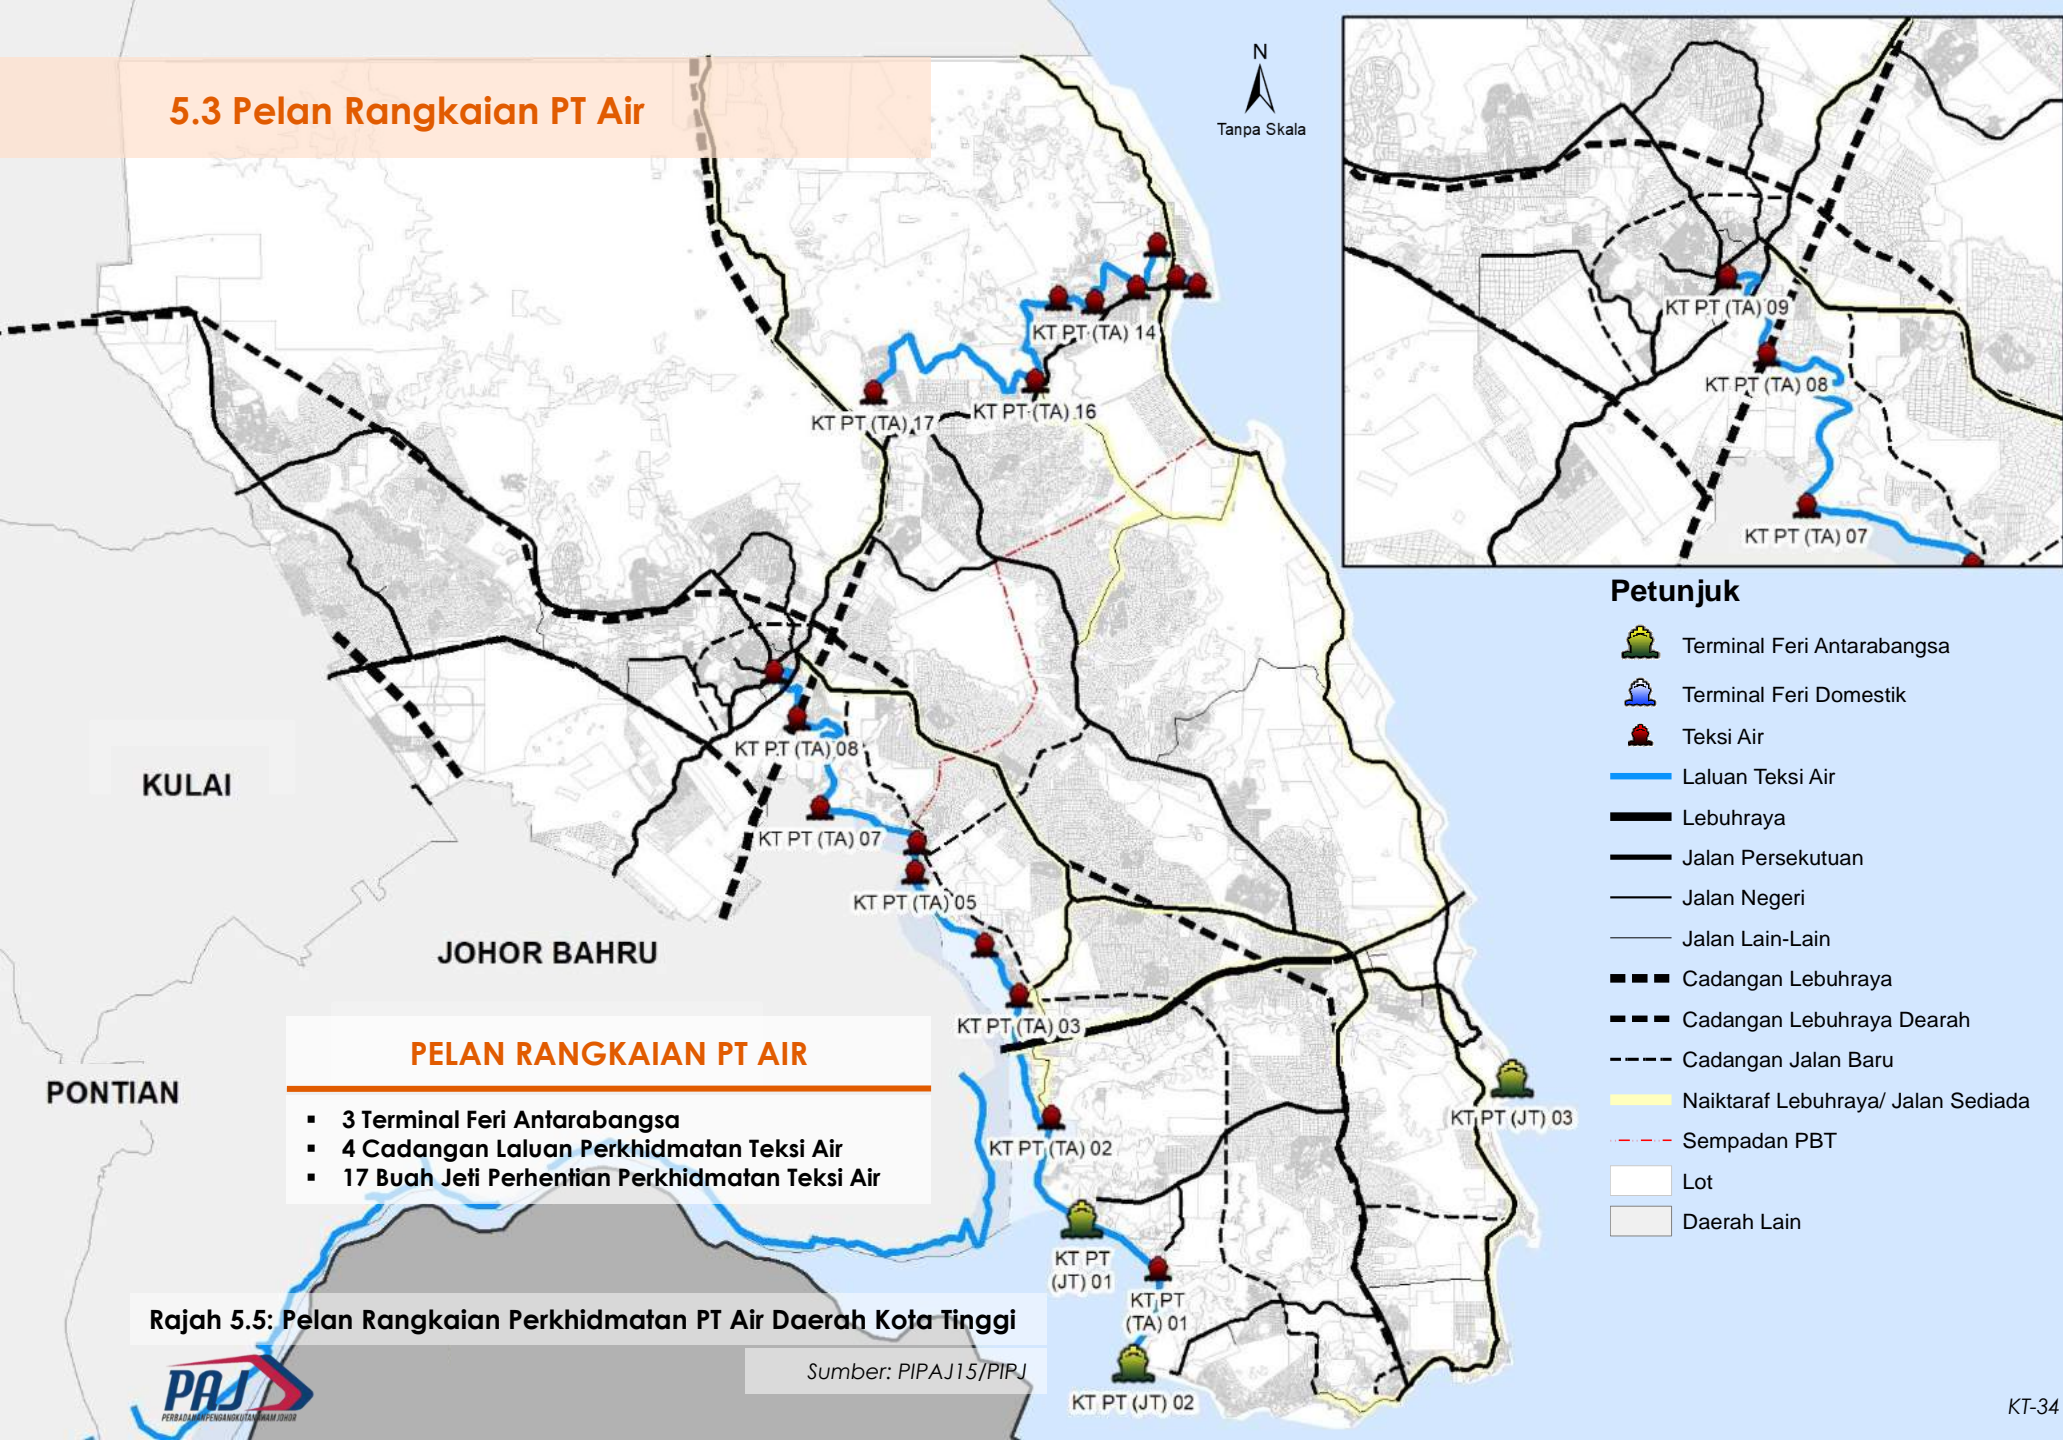 5.3 Pelan Rangkaian PT Air
N
Tanpa Skala
KT PT (TA) 09
KT PT (TA) 08
KT PT (TA) 07
KT PT (TA) 14
KT PT (TA) 16
KT PT (TA) 17
KT PT (TA) 08
KT PT (TA) 07
KT PT (TA) 05
KT PT (TA) 03
KT PT (TA) 02
KT PT
(JT) 01
KT PT
(TA) 01
KT PT (JT) 02
KT PT (JT) 03
KULAI
JOHOR BAHRU
PONTIAN
Petunjuk
Terminal Feri Antarabangsa
Terminal Feri Domestik
Teksi Air
Laluan Teksi Air
Lebuhraya
Jalan Persekutuan
Jalan Negeri
Jalan Lain-Lain
Cadangan Lebuhraya
Cadangan Lebuhraya Dearah
Cadangan Jalan Baru
Naiktaraf Lebuhraya/ Jalan Sediada
Sempadan PBT
Lot
Daerah Lain
PELAN RANGKAIAN PT AIR
▪ 3 Terminal Feri Antarabangsa
▪ 4 Cadangan Laluan Perkhidmatan Teksi Air
▪ 17 Buah Jeti Perhentian Perkhidmatan Teksi Air
Rajah 5.5: Pelan Rangkaian Perkhidmatan PT Air Daerah Kota Tinggi
Sumber: PIPAJ15/PIPJ
PAJ
PERBADANAN PENGANGKUTAN AWAM JOHOR
KT-34